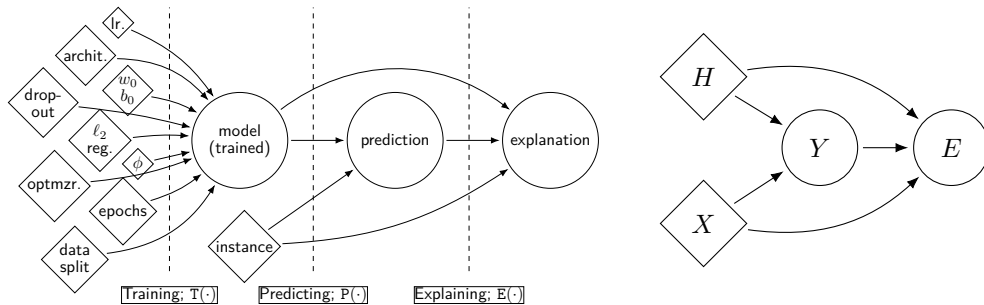 lr.
archit.
w₀
b₀
drop-
out
ℓ₂
reg.
ϕ
optmzr.
epochs
data
split
model
(trained)
prediction
explanation
instance
Training; T(·)
Predicting; P(·)
Explaining; E(·)
H
Y
E
X